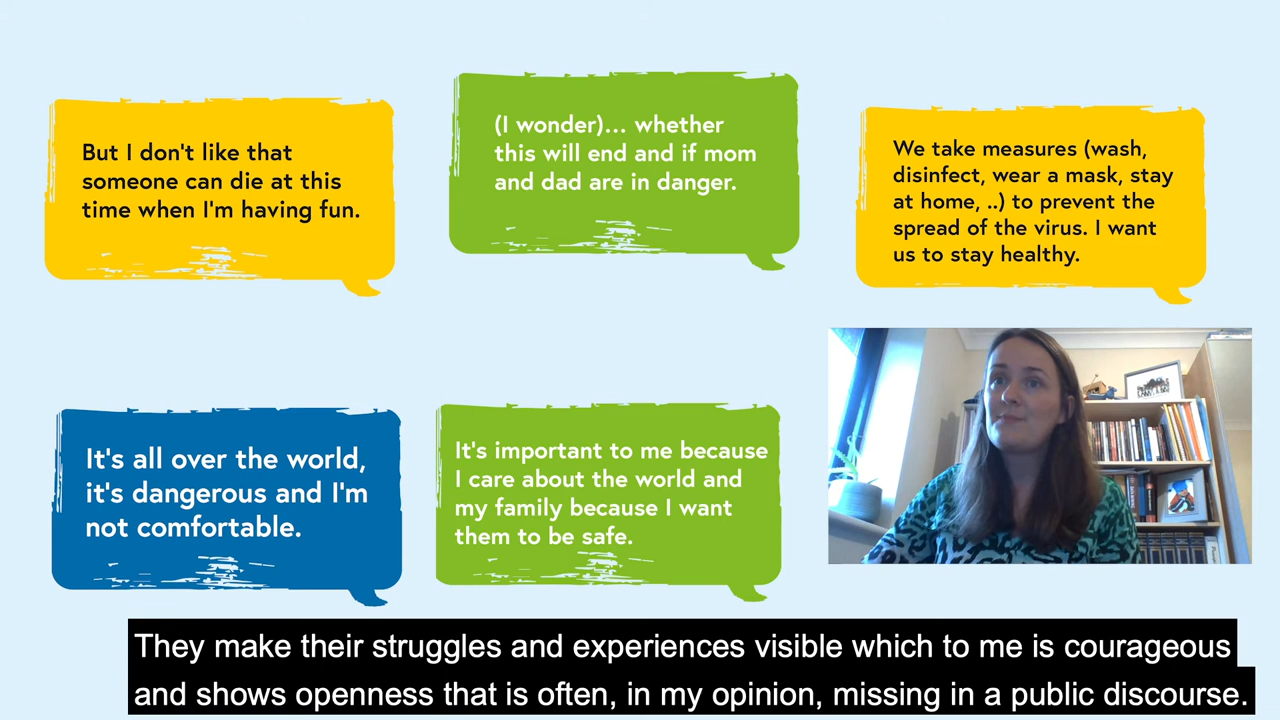 But I don't like that
someone can die at this
time when I'm having fun.
(I wonder)... whether
this will end and if mom
and dad are in danger.
We take measures (wash,
disinfect, wear a mask, stay
at home, ..) to prevent the
spread of the virus. I want
us to stay healthy.
It's all over the world,
it's dangerous and I'm
not comfortable.
It's important to me because
I care about the world and
my family because I want
them to be safe.
They make their struggles and experiences visible which to me is courageous
and shows openness that is often, in my opinion, missing in a public discourse.